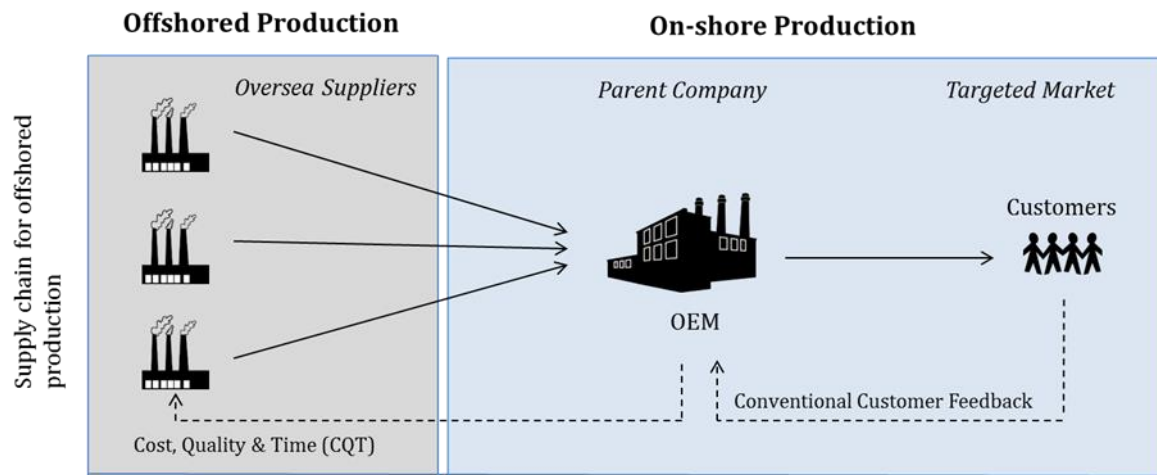 Offshored Production
On-shore Production
Oversea Suppliers
Parent Company
Targeted Market
Supply chain for offshored
production
Customers
OEM
Conventional Customer Feedback
Cost, Quality & Time (CQT)